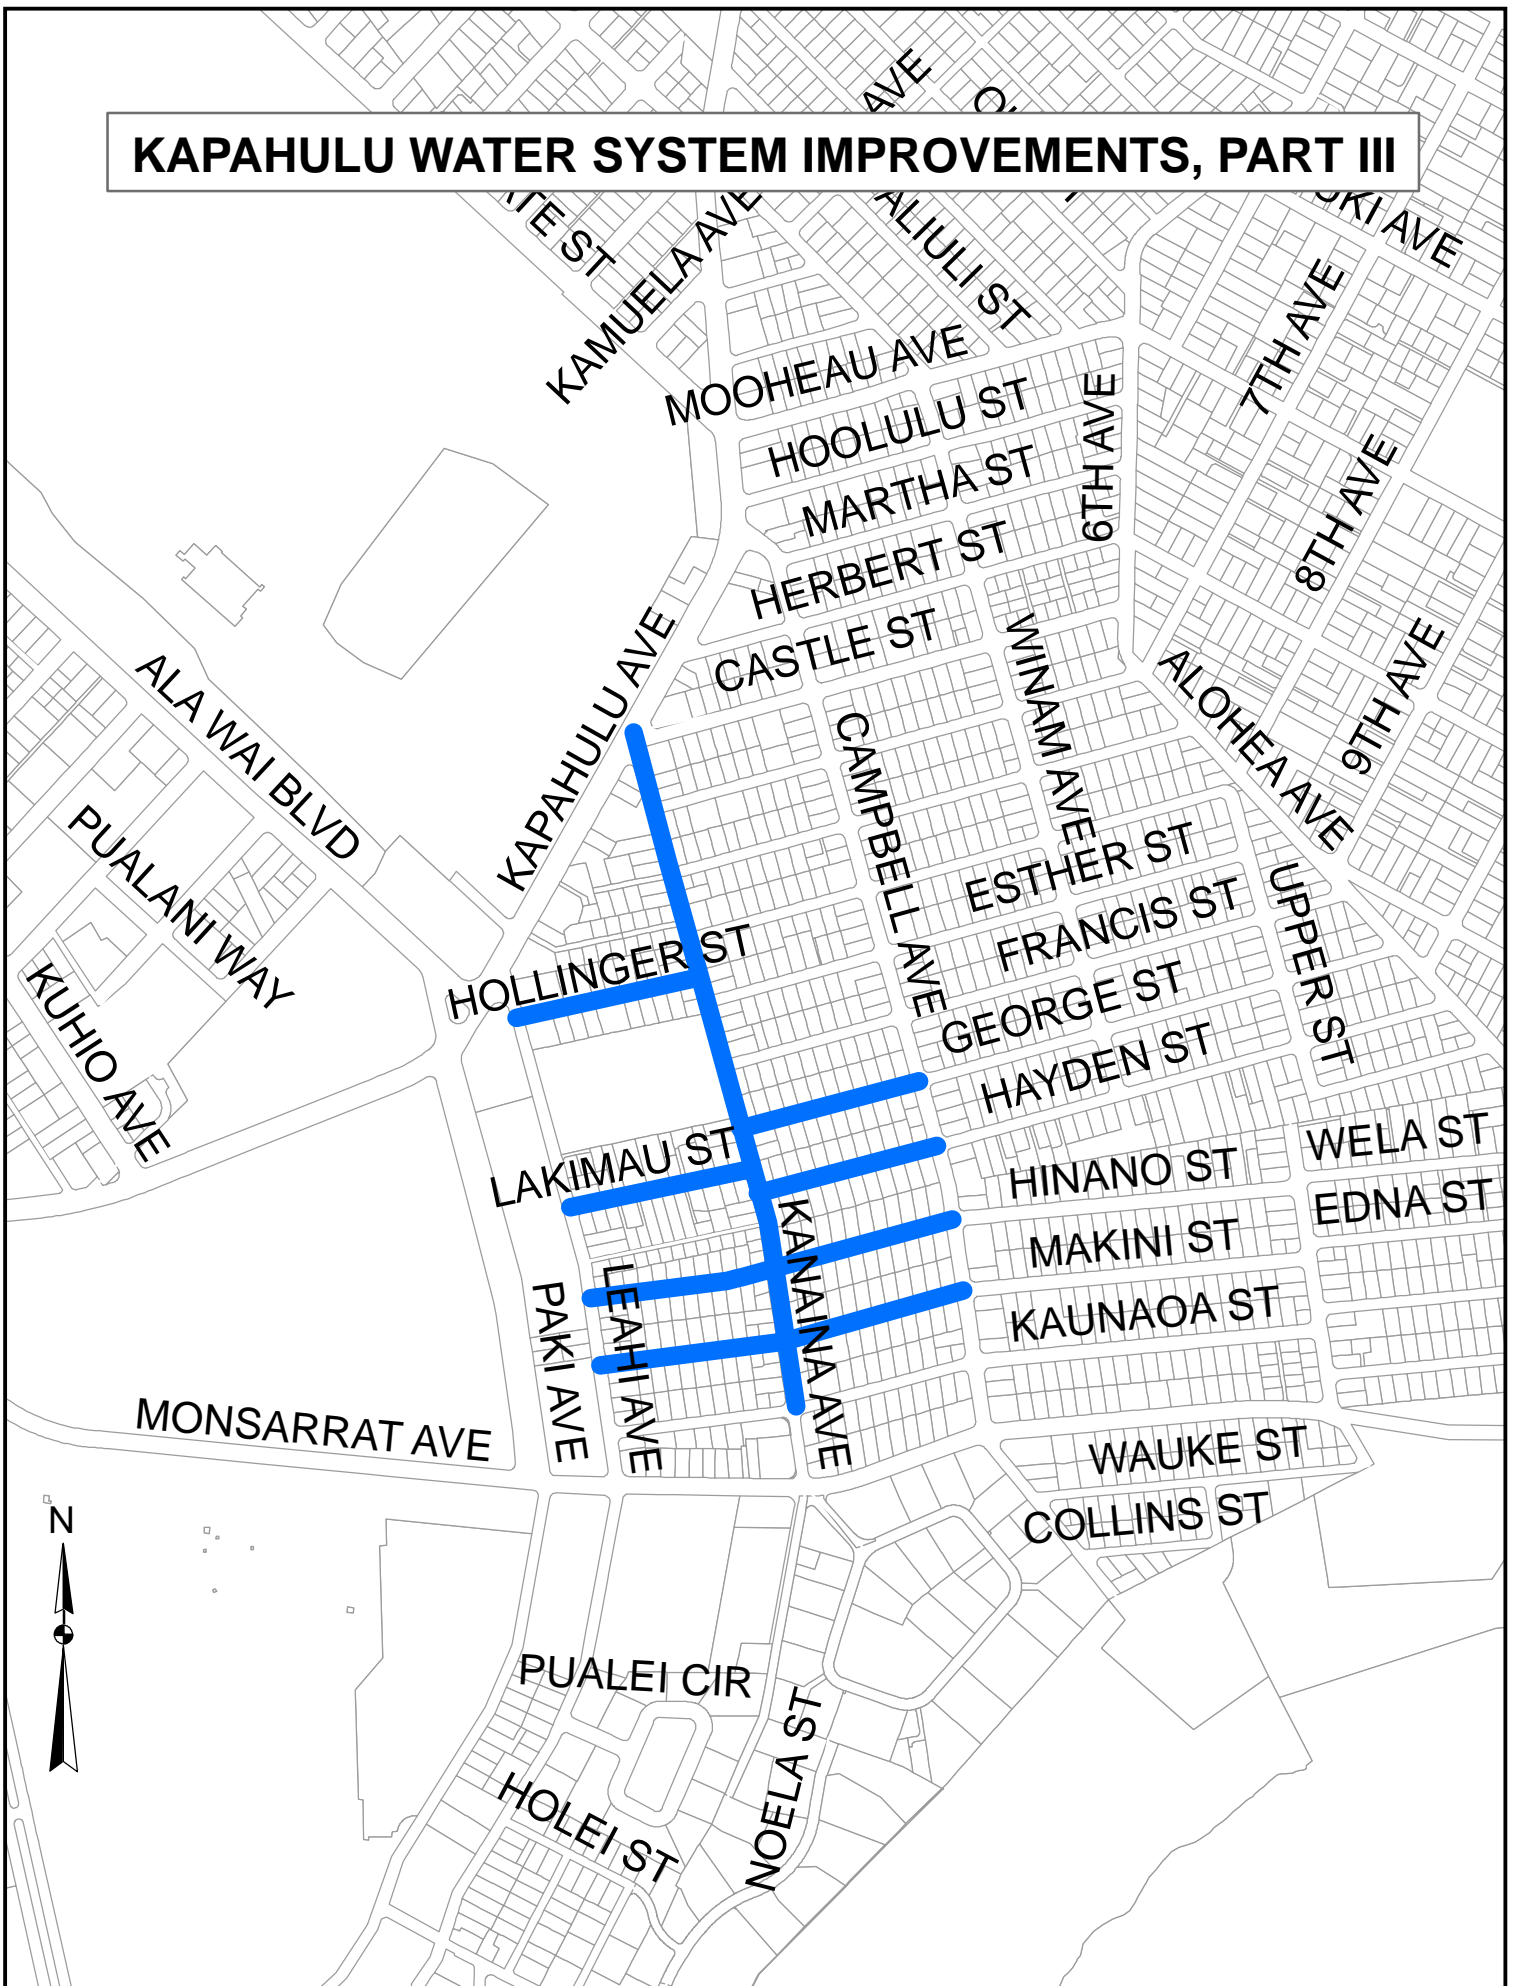 AVE
KAPAHULU WATER SYSTEM IMPROVEMENTS, PART III
KAMUELA AVE
ALIULI ST
AVE
7TH AVE
MOOHEAU AVE
HOOLULU ST
6TH AVE
MARTHA ST
8TH AVE
HERBERT ST
CASTLE ST
KAPAHULU AVE
WINAM AVE
9TH AVE
ALOHEA AVE
ALA WAI BLVD
CAMPBELL AVE
PUALANI WAY
ESTHER ST
FRANCIS ST
UPPER ST
HOLLINGER ST
GEORGE ST
KUHIO AVE
HAYDEN ST
WELA ST
LAKIMAU ST
HINANO ST
EDNA ST
KANAINA AVE
MAKINI ST
LEAHI AVE
PAKI AVE
KAUNAOA ST
MONSARRAT AVE
WAUKE ST
COLLINS ST
N
PUALEI CIR
NOELA ST
HOLEI ST